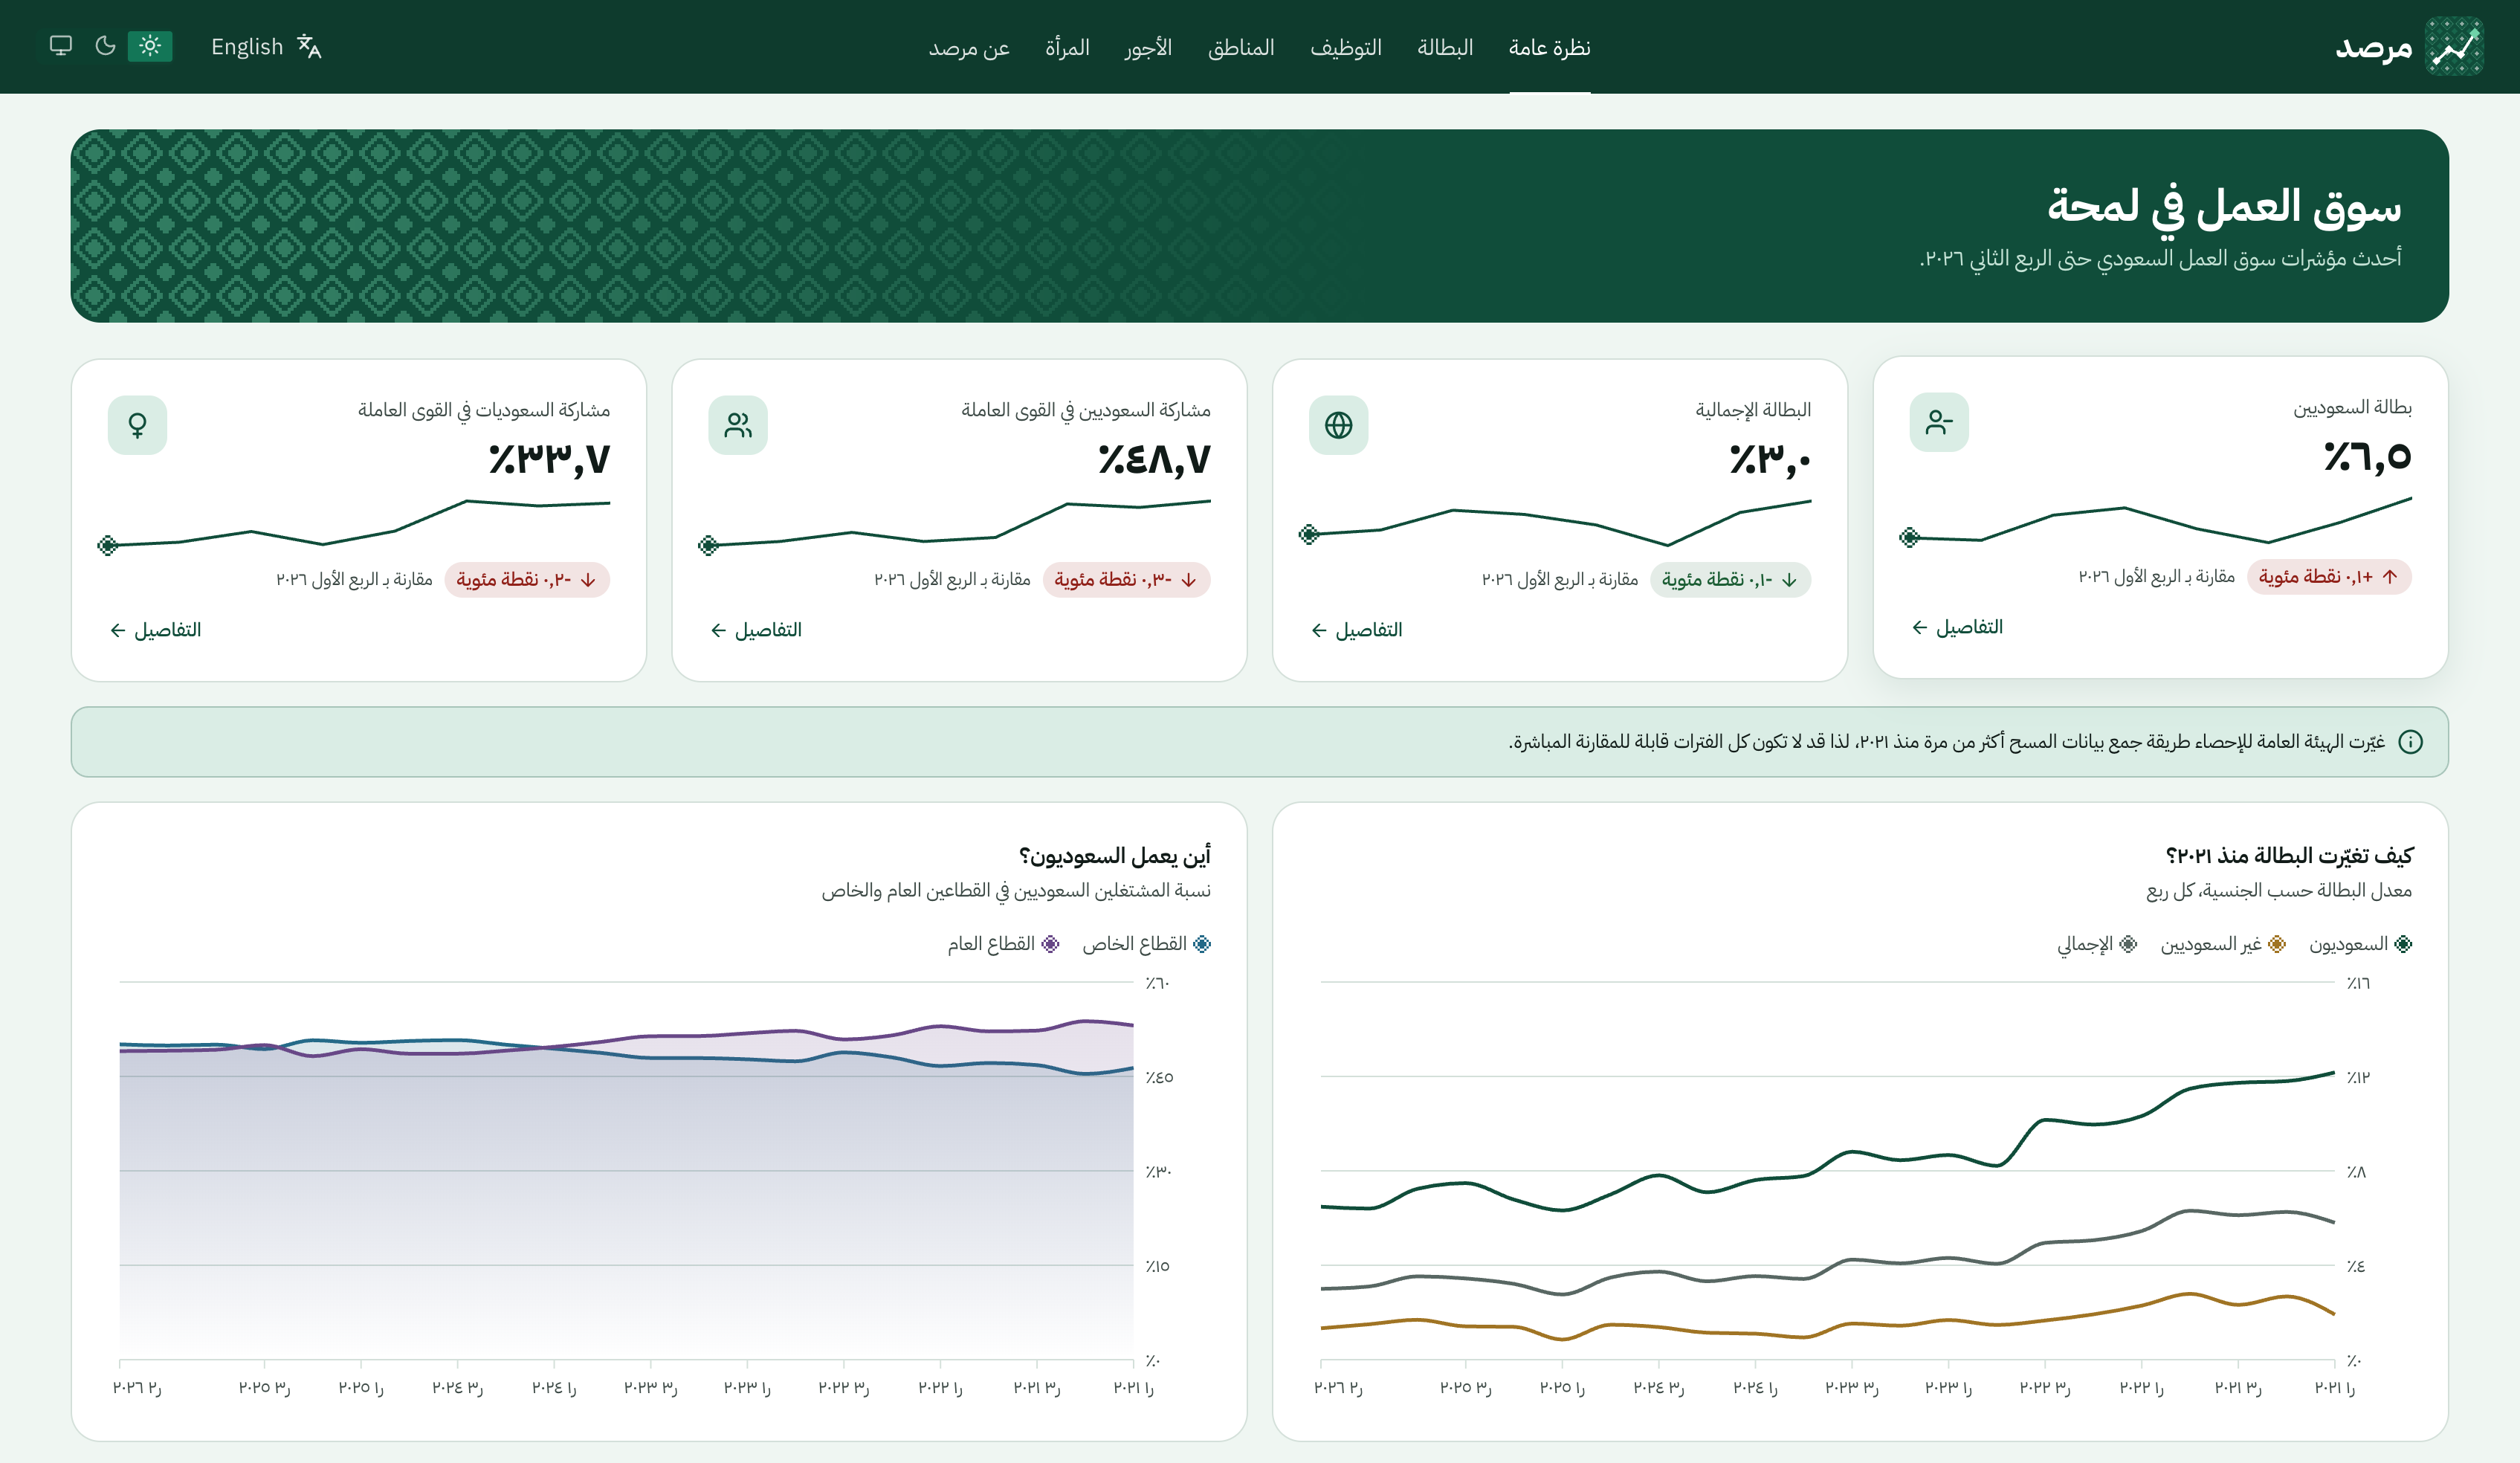 مرصد
نظرة عامة
البطالة
التوظيف
المناطق
الأجور
المرأة
عن مرصد
English
سوق العمل في لمحة
أحدث مؤشرات سوق العمل السعودي حتى الربع الثاني ٢٠٢٦.
بطالة السعوديين
٦,٥٪
+٠,١ نقطة مئوية
مقارنة بـ الربع الأول ٢٠٢٦
التفاصيل
البطالة الإجمالية
٣,٠٪
-٠,١ نقطة مئوية
مقارنة بـ الربع الأول ٢٠٢٦
التفاصيل
مشاركة السعوديين في القوى العاملة
٤٨,٧٪
-٠,٣ نقطة مئوية
مقارنة بـ الربع الأول ٢٠٢٦
التفاصيل
مشاركة السعوديات في القوى العاملة
٣٣,٧٪
-٠,٢ نقطة مئوية
مقارنة بـ الربع الأول ٢٠٢٦
التفاصيل
غيّرت الهيئة العامة للإحصاء طريقة جمع بيانات المسح أكثر من مرة منذ ٢٠٢١، لذا قد لا تكون كل الفترات قابلة للمقارنة المباشرة.
كيف تغيّرت البطالة منذ ٢٠٢١؟
معدل البطالة حسب الجنسية، كل ربع
السعوديون
غير السعوديين
الإجمالي
١٦٪
١٢٪
٨٪
٤٪
٠٪
ر١ ٢٠٢١
ر٣ ٢٠٢١
ر١ ٢٠٢٢
ر٣ ٢٠٢٢
ر١ ٢٠٢٣
ر٣ ٢٠٢٣
ر١ ٢٠٢٤
ر٣ ٢٠٢٤
ر١ ٢٠٢٥
ر٣ ٢٠٢٥
ر٢ ٢٠٢٦
أين يعمل السعوديون؟
نسبة المشتغلين السعوديين في القطاعين العام والخاص
القطاع الخاص
القطاع العام
٦٠٪
٤٥٪
٣٠٪
١٥٪
٠٪
ر١ ٢٠٢١
ر٣ ٢٠٢١
ر١ ٢٠٢٢
ر٣ ٢٠٢٢
ر١ ٢٠٢٣
ر٣ ٢٠٢٣
ر١ ٢٠٢٤
ر٣ ٢٠٢٤
ر١ ٢٠٢٥
ر٣ ٢٠٢٥
ر٢ ٢٠٢٦